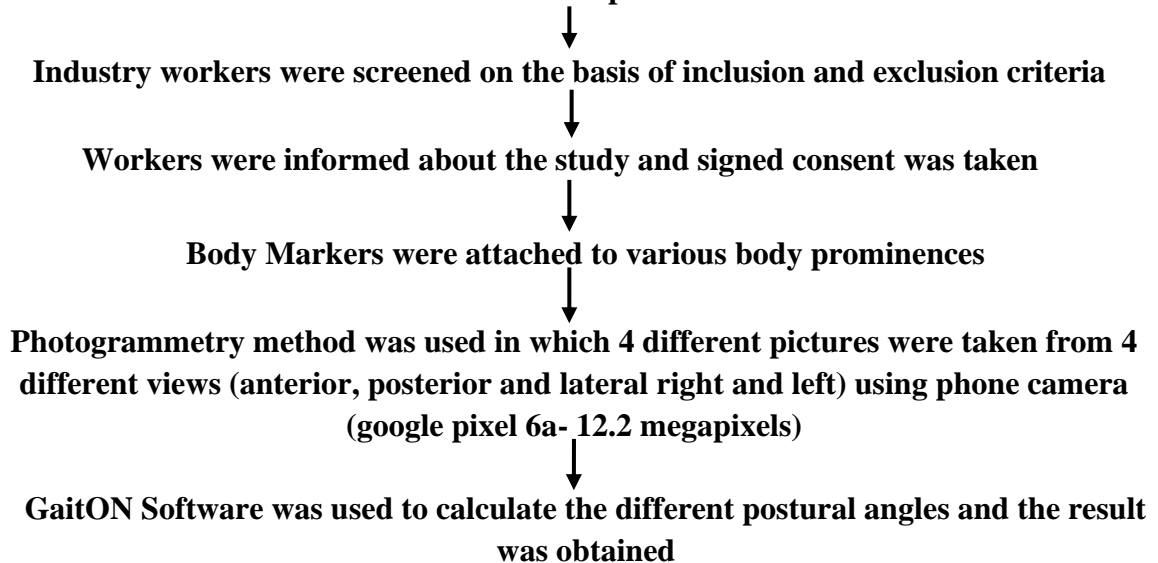 Industry workers were screened on the basis of inclusion and exclusion criteria
Workers were informed about the study and signed consent was taken
Body Markers were attached to various body prominences
Photogrammetry method was used in which 4 different pictures were taken from 4
different views (anterior, posterior and lateral right and left) using phone camera
(google pixel 6a- 12.2 megapixels)
GaitON Software was used to calculate the different postural angles and the result
was obtained